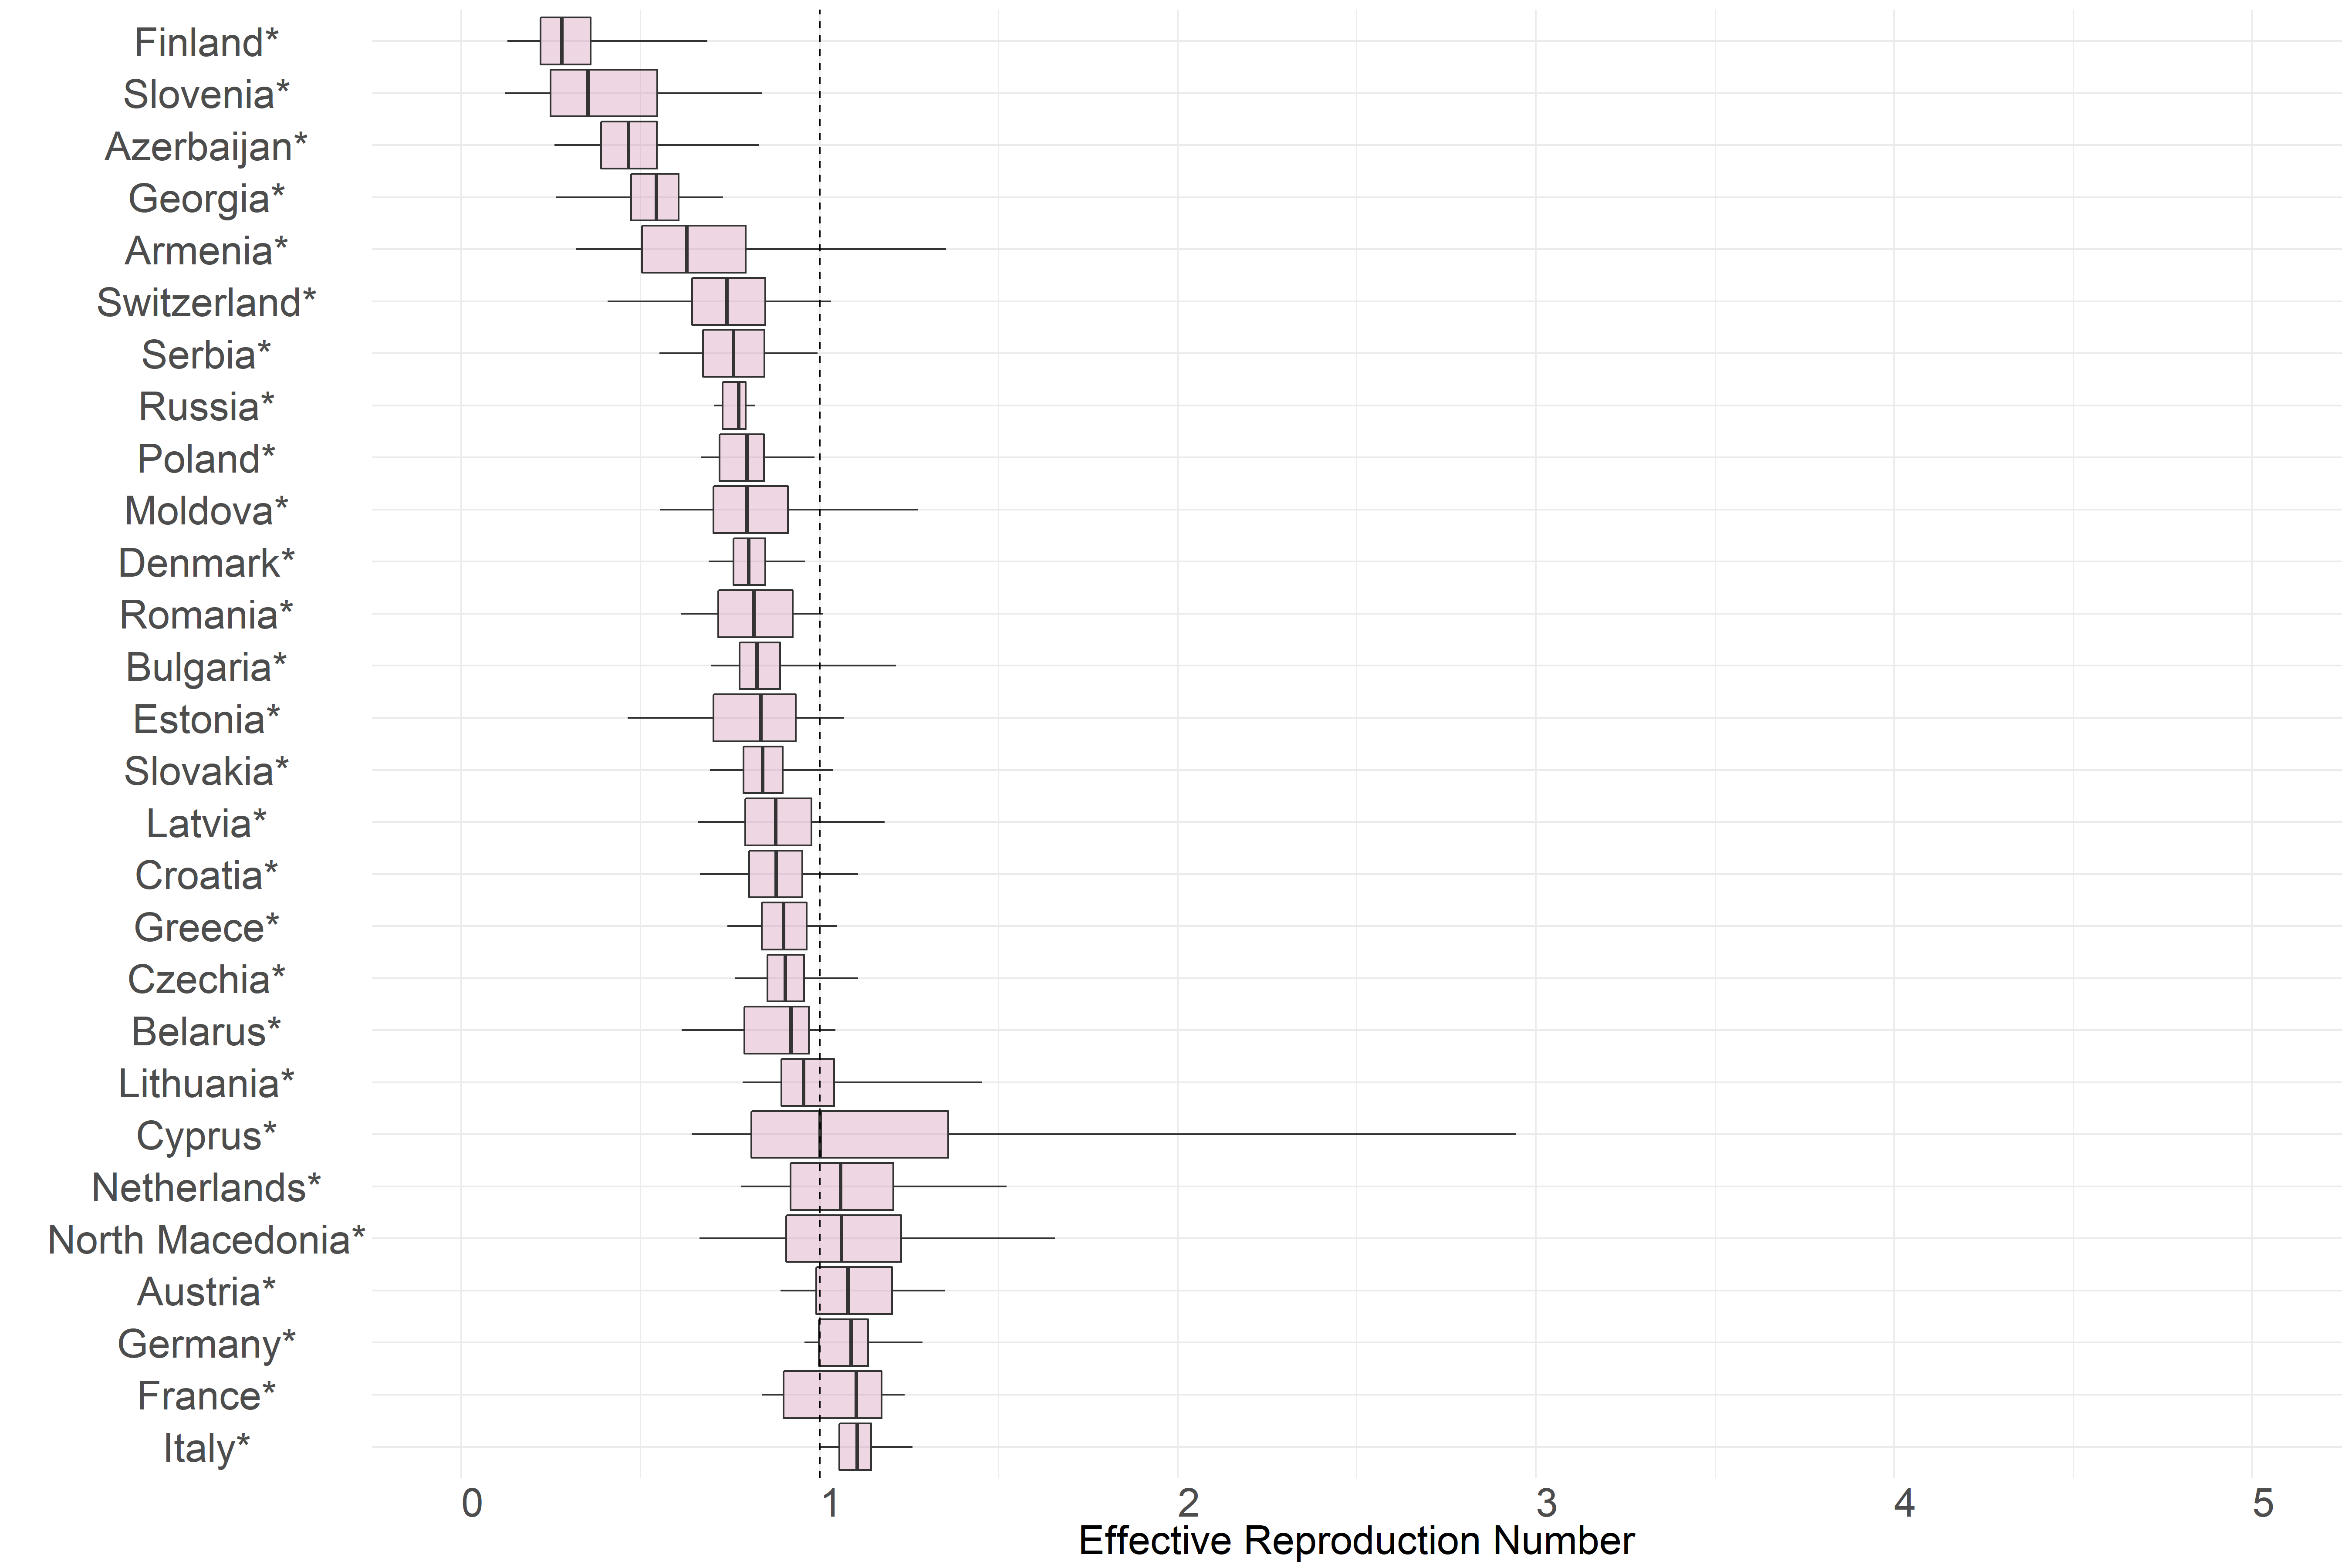 Finland*
Slovenia*
Azerbaijan*
Georgia*
Armenia*
Switzerland*
Serbia*
Russia*
Poland*
Moldova*
Denmark*
Romania*
Bulgaria*
Estonia*
Slovakia*
Latvia*
Croatia*
Greece*
Czechia*
Belarus*
Lithuania*
Cyprus*
Netherlands*
North Macedonia*
Austria*
Germany*
France*
Italy*
0 1 2 3 4 5
Effective Reproduction Number